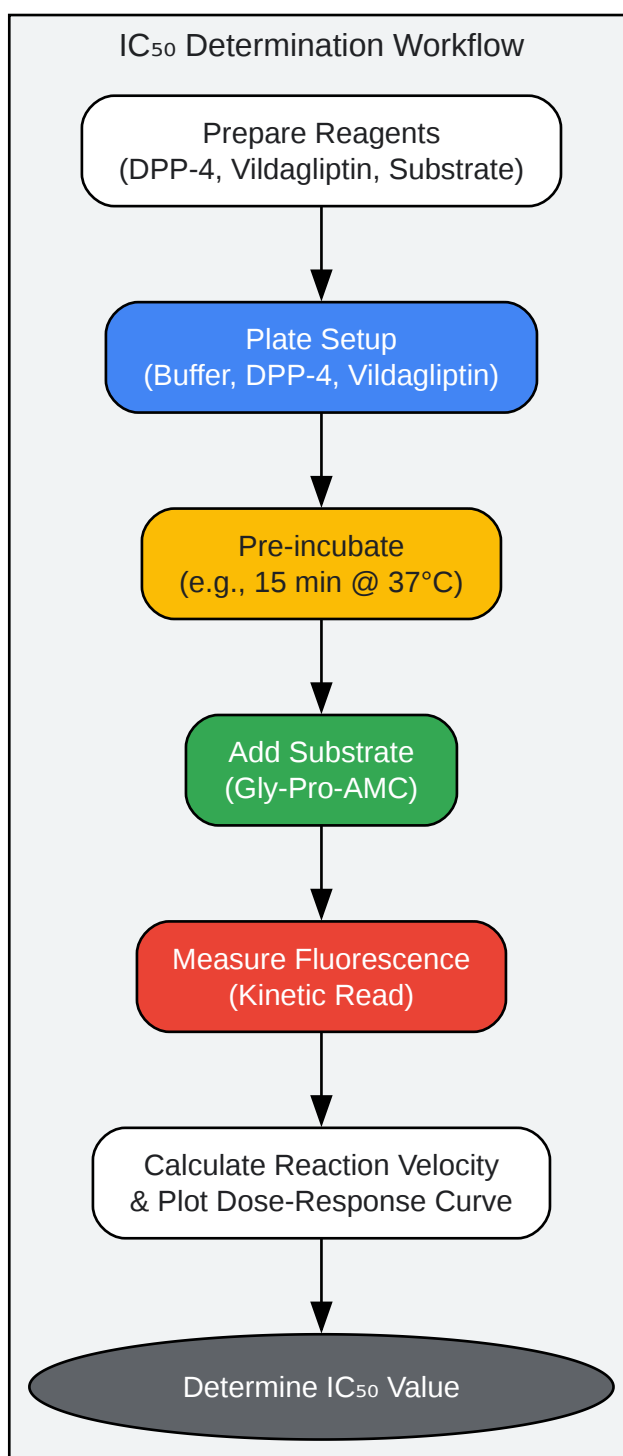 IC₅₀ Determination Workflow
Prepare Reagents
(DPP-4, Vildagliptin, Substrate)
Plate Setup
(Buffer, DPP-4, Vildagliptin)
Pre-incubate
(e.g., 15 min @ 37°C)
Add Substrate
(Gly-Pro-AMC)
Measure Fluorescence
(Kinetic Read)
Calculate Reaction Velocity
& Plot Dose-Response Curve
Determine IC₅₀ Value